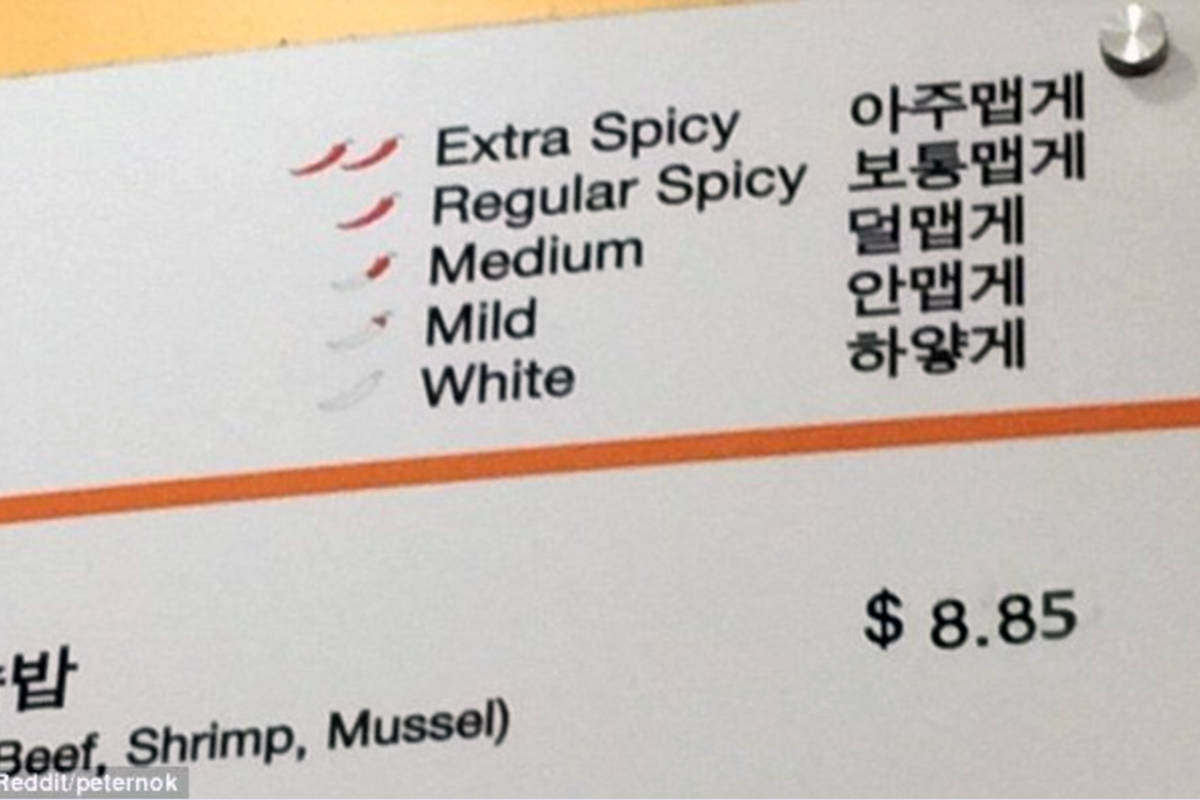 Extra Spicy 아주맵게
Regular Spicy 보통맵게
Medium 덜맵게
Mild 안맵게
White 하얗게
$ 8.85
밥
Beef, Shrimp, Mussel)
Reddit/peternok